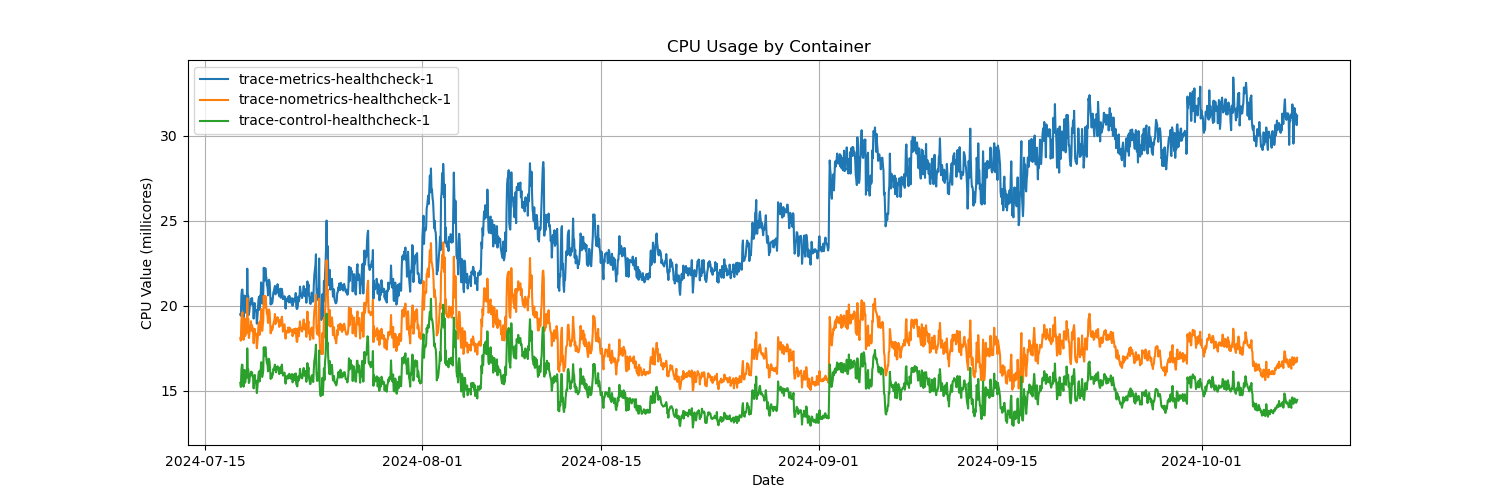 CPU Usage by Container
trace-metrics-healthcheck-1
trace-nometrics-healthcheck-1
trace-control-healthcheck-1
CPU Value (millicores)
30
25
20
15
2024-07-15
2024-08-01
2024-08-15
2024-09-01
2024-09-15
2024-10-01
Date